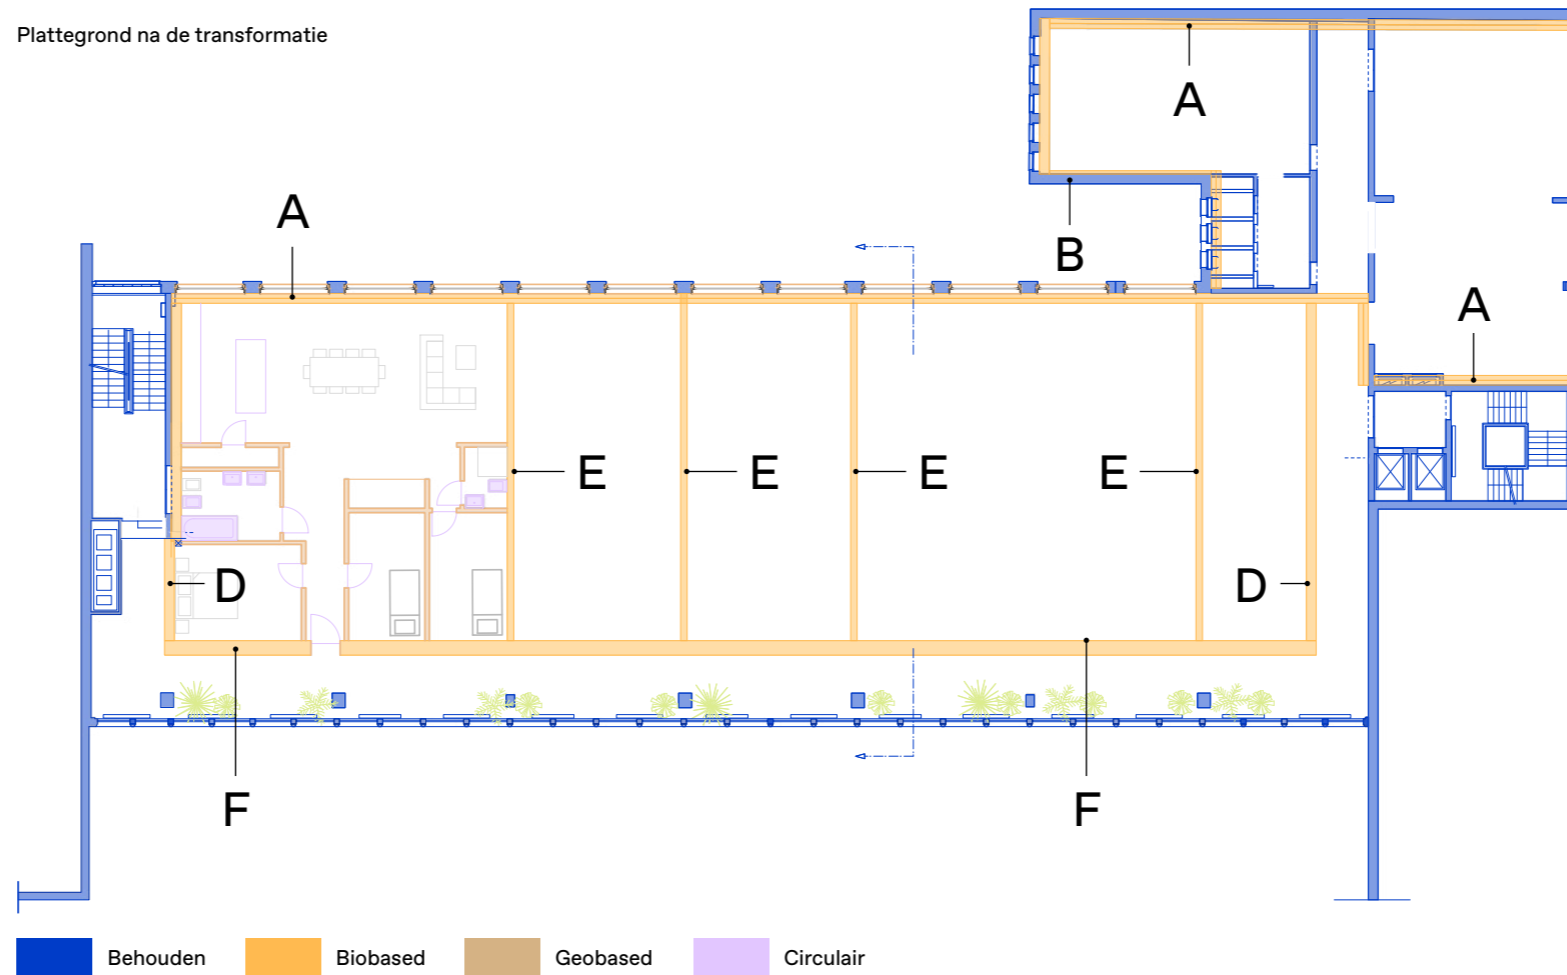 Plattegrond na de transformatie
A
A
B
A
E
E
E
E
D
D
F
F
Behouden
Biobased
Geobased
Circulair